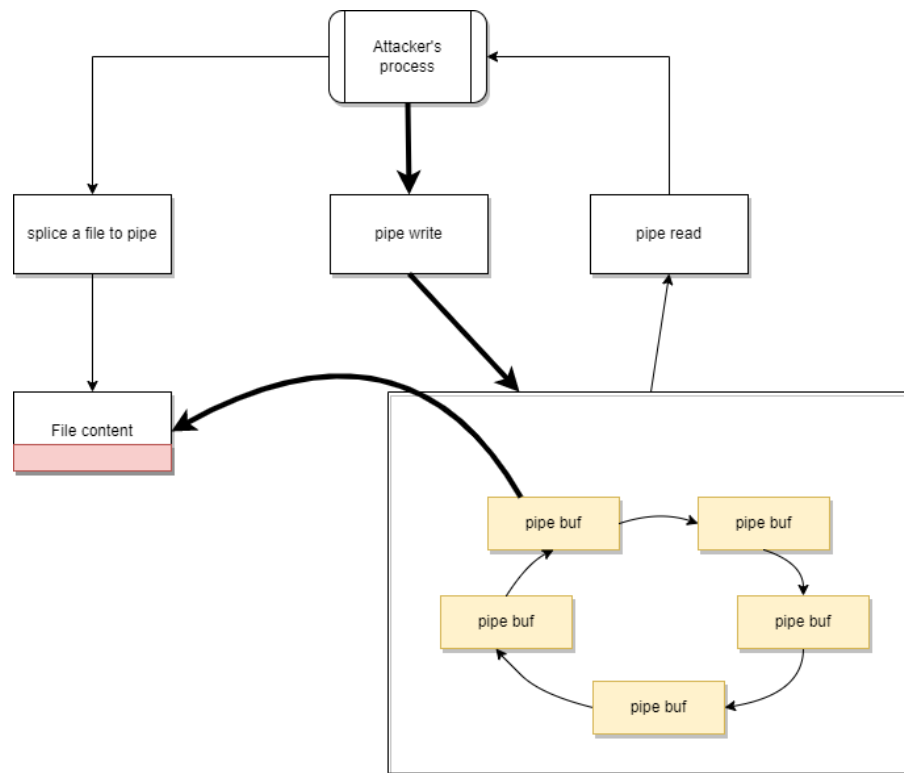 Attacker's
process
splice a file to pipe
pipe write
pipe read
File content
pipe buf
pipe buf
pipe buf
pipe buf
pipe buf